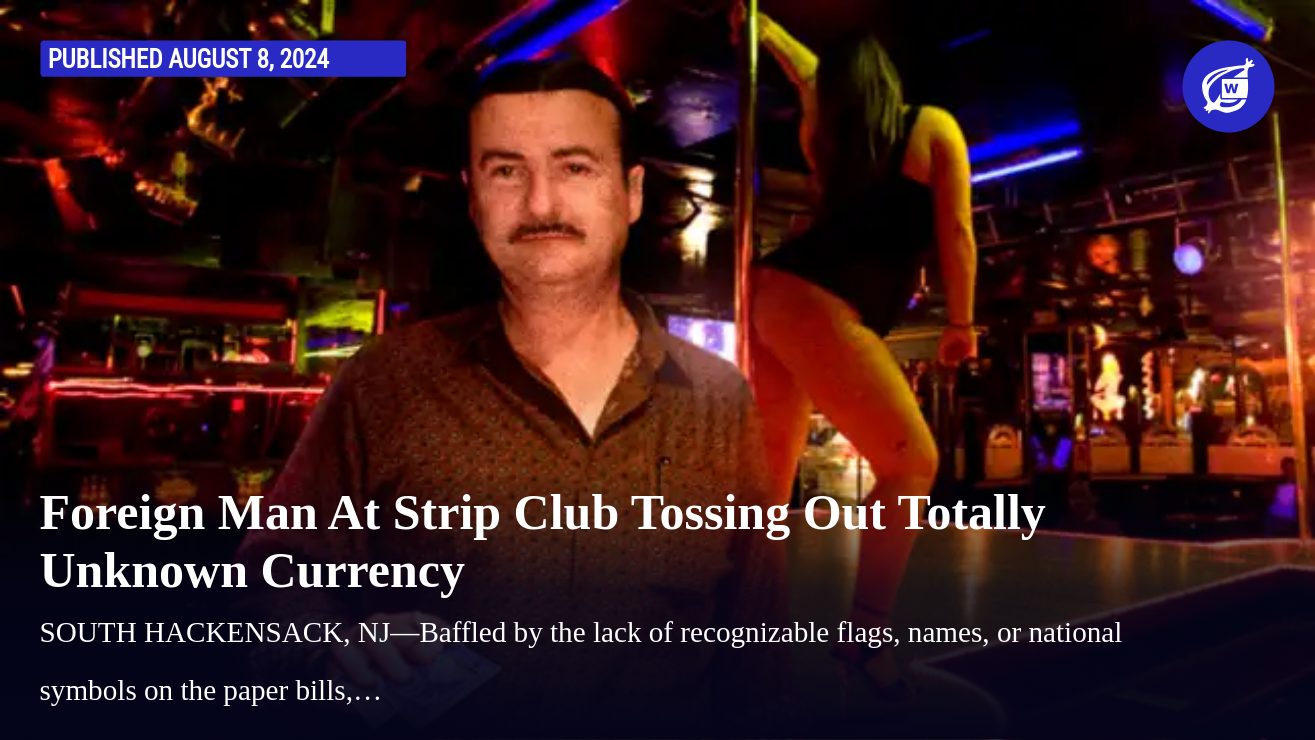 PUBLISHED AUGUST 8, 2024
W
Foreign Man At Strip Club Tossing Out Totally
Unknown Currency
SOUTH HACKENSACK, NJ—Baffled by the lack of recognizable flags, names, or national
symbols on the paper bills,…